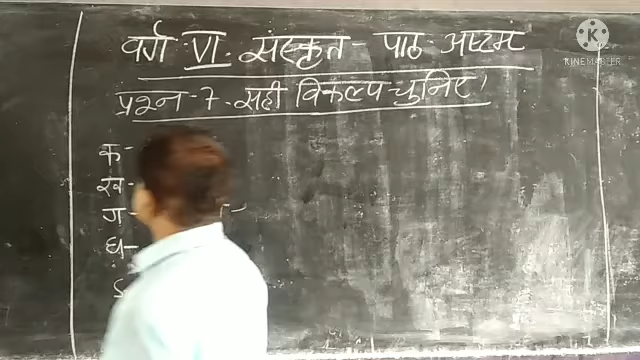 वर्ग VI. संस्कृत - पाठ - अष्टमं
प्रश्न - 7 - सही विकल्प चुनिए।
क-
ख-
ग-
घ-
ङ
KINEMASTER